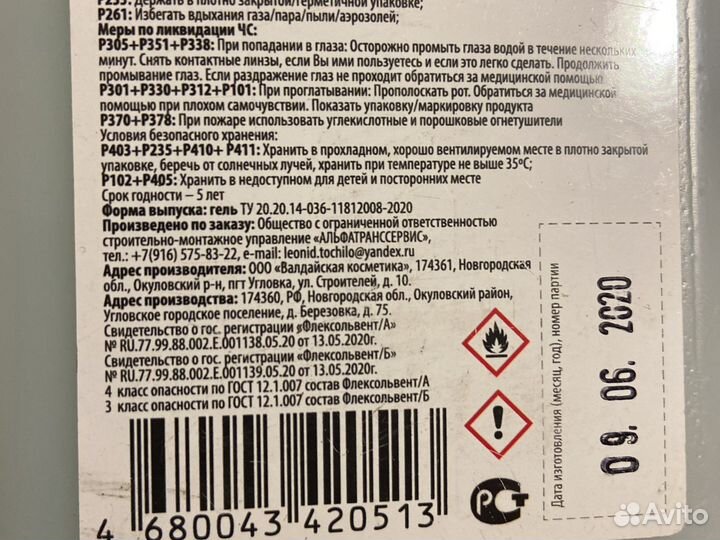 P233: Держать в плотно закрытой/герметичной упаковке;
P261: Избегать вдыхания газа/пара/пыли/аэрозолей;
Меры по ликвидации ЧС:
P305+P351+P338: При попадании в глаза: Осторожно промыть глаза водой в течение нескольких
минут. Снять контактные линзы, если Вы ими пользуетесь и если это легко сделать. Продолжить
промывание глаз. Если раздражение глаз не проходит обратиться за медицинской помощью
P301+P330+P312+P101: При проглатывании: Прополоскать рот. Обратиться за медицинской
помощью при плохом самочувствии. Показать упаковку/маркировку продукта
P370+P378: При пожаре использовать углекислотные и порошковые огнетушители
Условия безопасного хранения:
P403+P235+P410+ P411: Хранить в прохладном, хорошо вентилируемом месте в плотно закрытой
упаковке, беречь от солнечных лучей, хранить при температуре не выше 35ºC;
P102+P405: Хранить в недоступном для детей и посторонних месте
Срок годности – 5 лет
Форма выпуска: гель ТУ 20.20.14-036-11812008-2020
Произведено по заказу: Общество с ограниченной ответственностью
строительно-монтажное управление «АЛЬФАТРАНССЕРВИС»,
тел.: +7(916) 575-83-22, e-mail: leonid.tochilo@yandex.ru
Адрес производителя: ООО «Валдайская косметика», 174361, Новгородская
обл., Окуловский р-н, пгт Угловка, ул. Строителей, д. 10.
Адрес производства: 174360, РФ, Новгородская обл., Окуловский район,
Угловское городское поселение, д. Березовка, д. 75.
Свидетельство о гос. регистрации «Флексольвент/А»
№ RU.77.99.88.002.E.001138.05.20 от 13.05.2020г.
Свидетельство о гос. регистрации «Флексольвент/Б»
№ RU.77.99.88.002.E.001139.05.20 от 13.05.2020г.
4 класс опасности по ГОСТ 12.1.007 состав Флексольвент/А
3 класс опасности по ГОСТ 12.1.007 состав Флексольвент/Б
4 680043 420513
РСТ
Дата изготовления (месяц, год), номер партии
09. 06. 2020
Avito